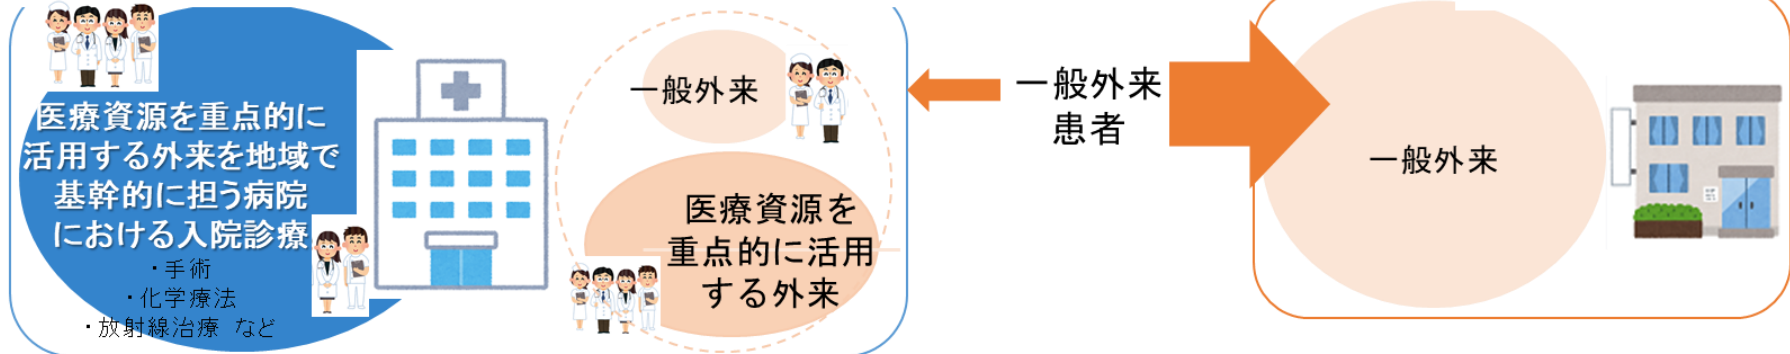 医療資源を重点的に
活用する外来を地域で
基幹的に担う病院
における入院診療
・手術
・化学療法
・放射線治療 など
一般外来
医療資源を
重点的に活用
する外来
一般外来
患者
一般外来